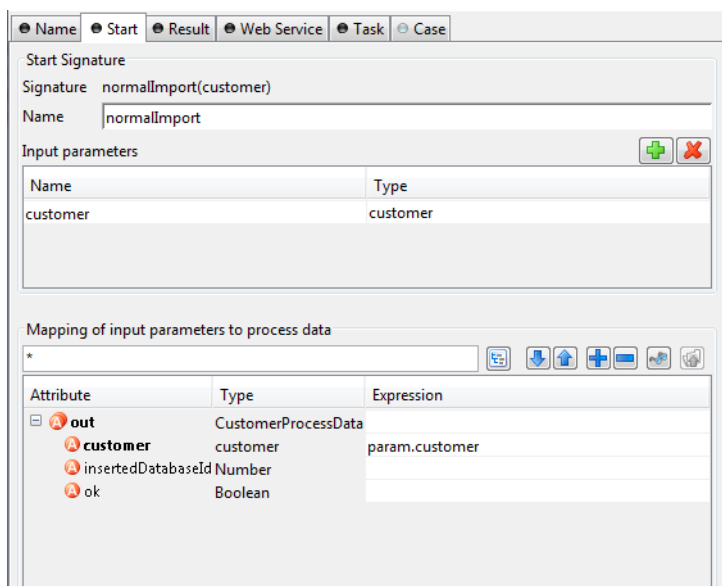 Name Start Result Web Service Task Case
Start Signature
Signature normalImport(customer)
Name normalImport
Input parameters
Name Type
customer customer
Mapping of input parameters to process data
*
Attribute Type Expression
out CustomerProcessData
customer customer param.customer
insertedDatabaseId Number
ok Boolean